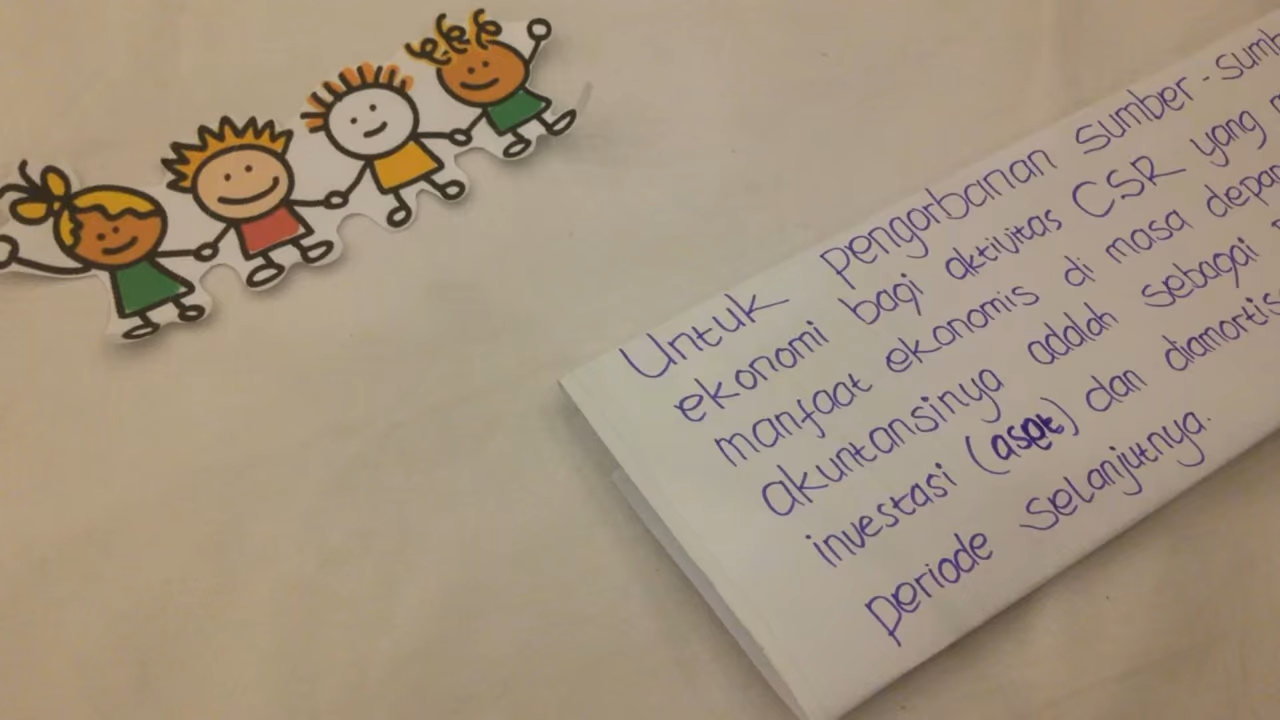 Untuk pengorbanan sumber-sumb
ekonomi bagi aktivitas CSR yang
manfaat ekonomis di masa depan
akuntansinya adalah sebagai
investasi (aset) dan diamortis
periode selanjutnya.